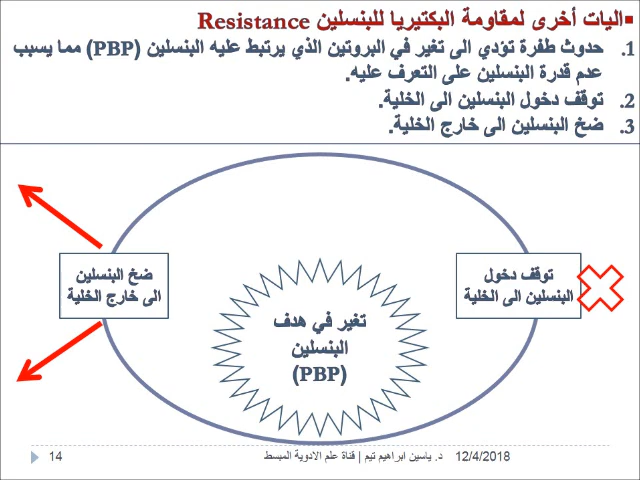 ▪اليات أخرى لمقاومة البكتيريا للبنسلين Resistance
1. حدوث طفرة تؤدي الى تغير في البروتين الذي يرتبط عليه البنسلين (PBP) مما يسبب
عدم قدرة البنسلين على التعرف عليه.
2. توقف دخول البنسلين الى الخلية.
3. ضخ البنسلين الى خارج الخلية.
توقف دخول
البنسلين الى الخلية
تغير في هدف
البنسلين
(PBP)
ضخ البنسلين
الى خارج الخلية
12/4/2018 د. ياسين ابراهيم تيم | قناة علم الادوية المبسط 14